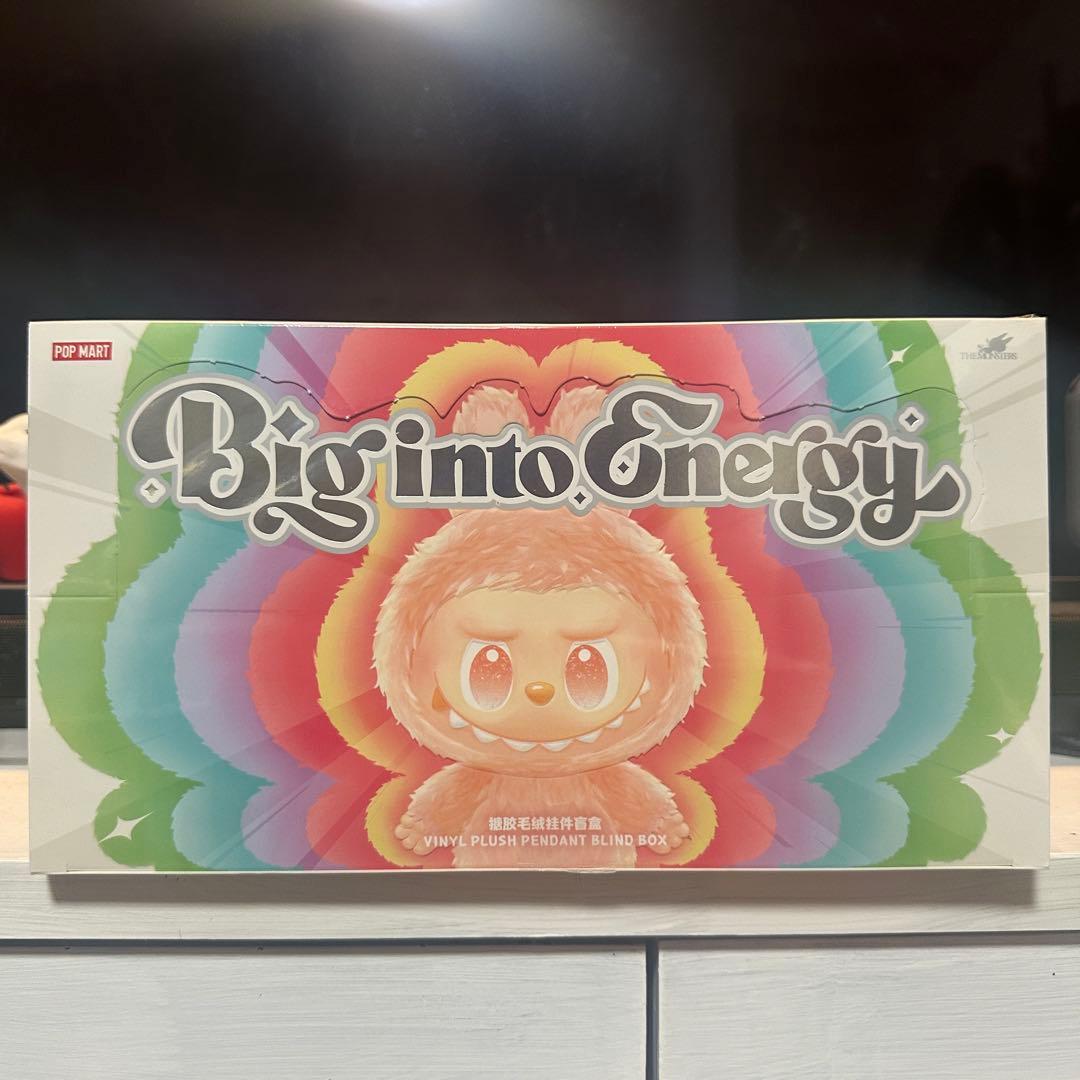 POP MART
THE MONSTERS
Big into Energy
搪胶毛绒挂件盲盒
VINYL PLUSH PENDANT BLIND BOX